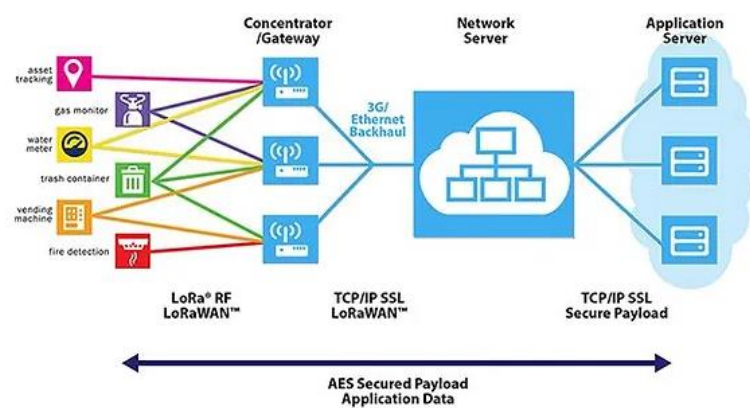 Concentrator
/Gateway
Network
Server
Application
Server
asset
tracking
gas monitor
water
meter
trash container
vending
machine
fire detection
3G/
Ethernet
Backhaul
LoRa® RF
LoRaWAN™
TCP/IP SSL
LoRaWAN™
TCP/IP SSL
Secure Payload
AES Secured Payload
Application Data